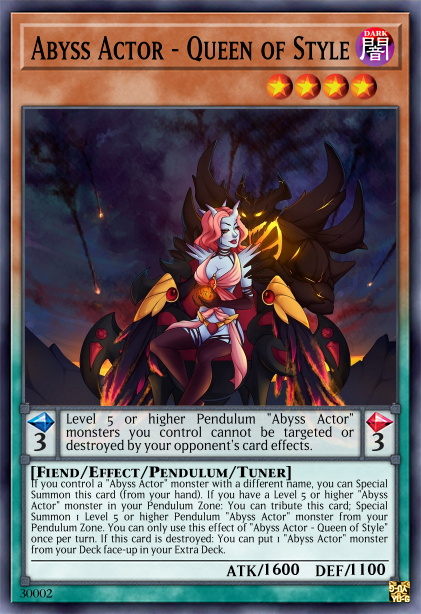 Abyss Actor - Queen of Style
DARK
闇
Level 5 or higher Pendulum "Abyss Actor"
monsters you control cannot be targeted or
destroyed by your opponent's card effects.
3
3
[Fiend/Effect/Pendulum/Tuner]
If you control a "Abyss Actor" monster with a different name, you can Special
Summon this card (from your hand). If you have a Level 5 or higher "Abyss
Actor" monster in your Pendulum Zone: You can tribute this card; Special
Summon 1 Level 5 or higher Pendulum "Abyss Actor" monster from your
Pendulum Zone. You can only use this effect of "Abyss Actor - Queen of Style"
once per turn. If this card is destroyed: You can put 1 "Abyss Actor" monster
from your Deck face-up in your Extra Deck.
ATK/1600 DEF/1100
30002